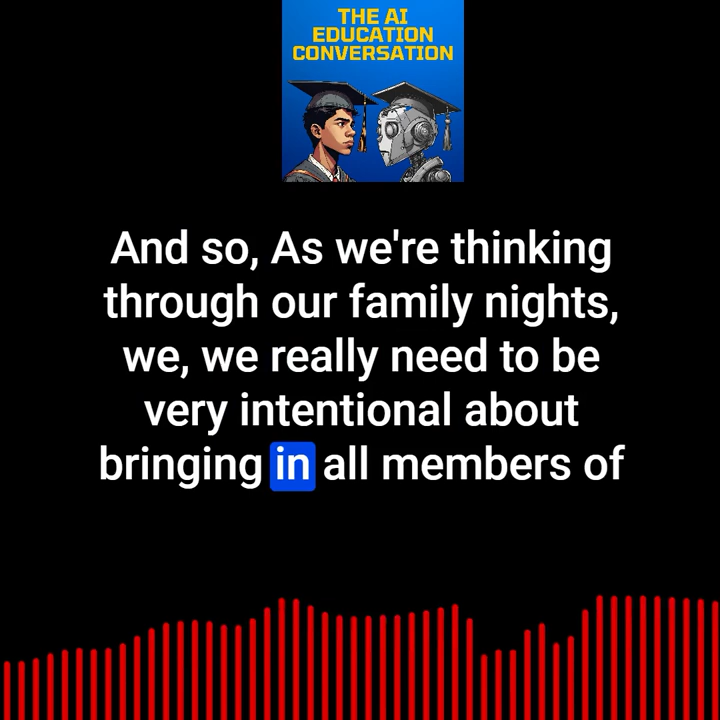 THE AI
EDUCATION
CONVERSATION
And so, As we're thinking
through our family nights,
we, we really need to be
very intentional about
bringing in all members of